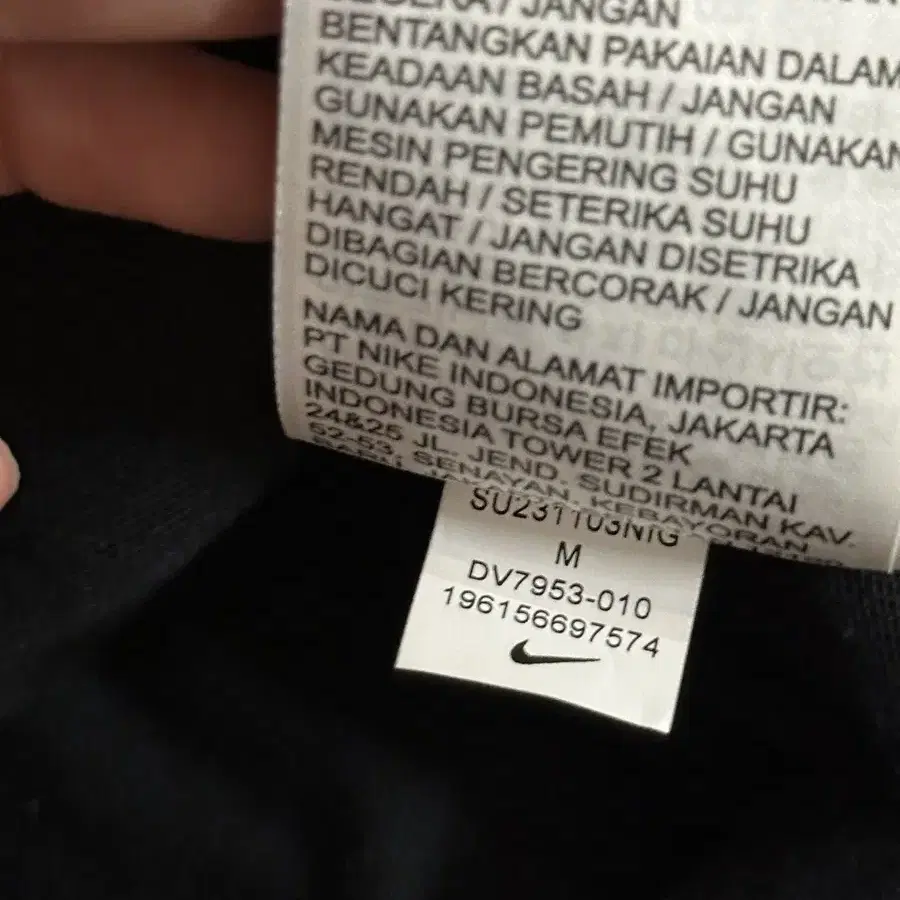 SEGERA / JANGAN
BENTANGKAN PAKAIAN DALAM
KEADAAN BASAH / JANGAN
GUNAKAN PEMUTIH / GUNAKAN
MESIN PENGERING SUHU
RENDAH / SETERIKA SUHU
HANGAT / JANGAN DISETRIKA
DIBAGIAN BERCORAK / JANGAN
DICUCI KERING
NAMA DAN ALAMAT IMPORTIR:
PT NIKE INDONESIA, JAKARTA
GEDUNG BURSA EFEK
INDONESIA TOWER 2 LANTAI
24&25 JL. JEND. SUDIRMAN KAV.
52-53, SENAYAN, KEBAYORAN
SU231103NIG
M
DV7953-010
196156697574